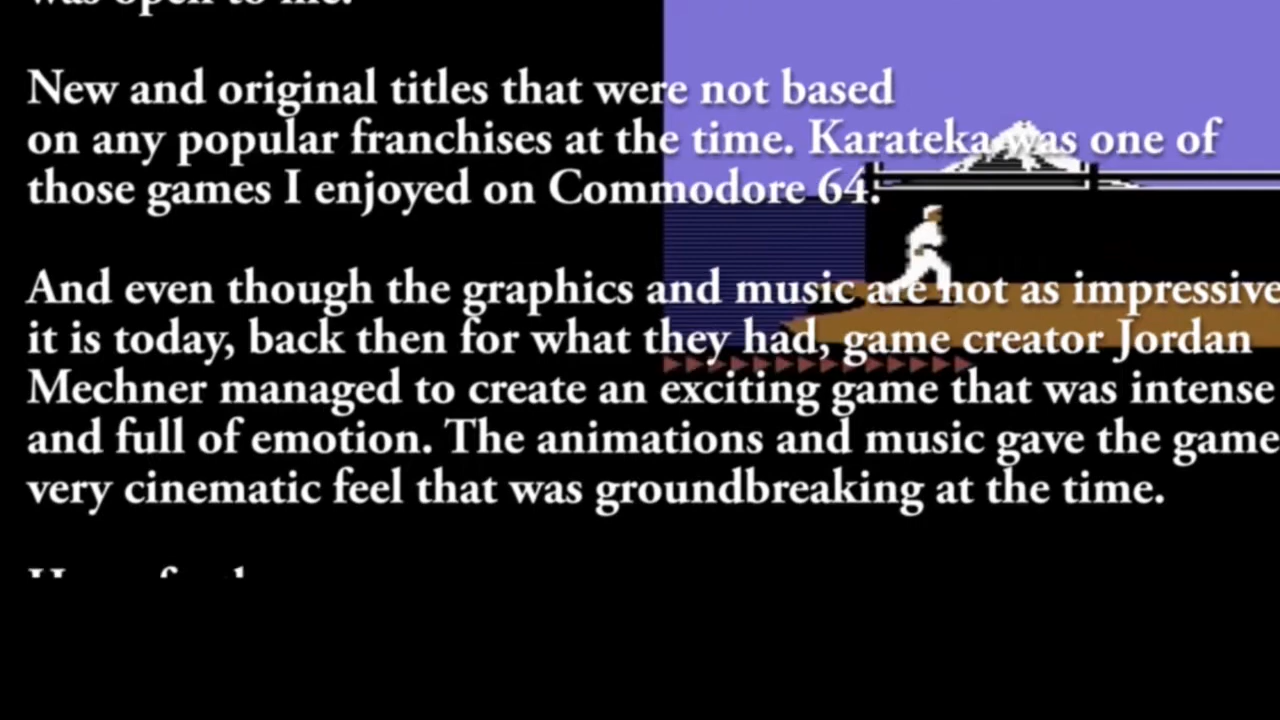 was open to me.
New and original titles that were not based
on any popular franchises at the time. Karateka was one of
those games I enjoyed on Commodore 64.
And even though the graphics and music are not as impressive
it is today, back then for what they had, game creator Jordan
Mechner managed to create an exciting game that was intense
and full of emotion. The animations and music gave the game
very cinematic feel that was groundbreaking at the time.